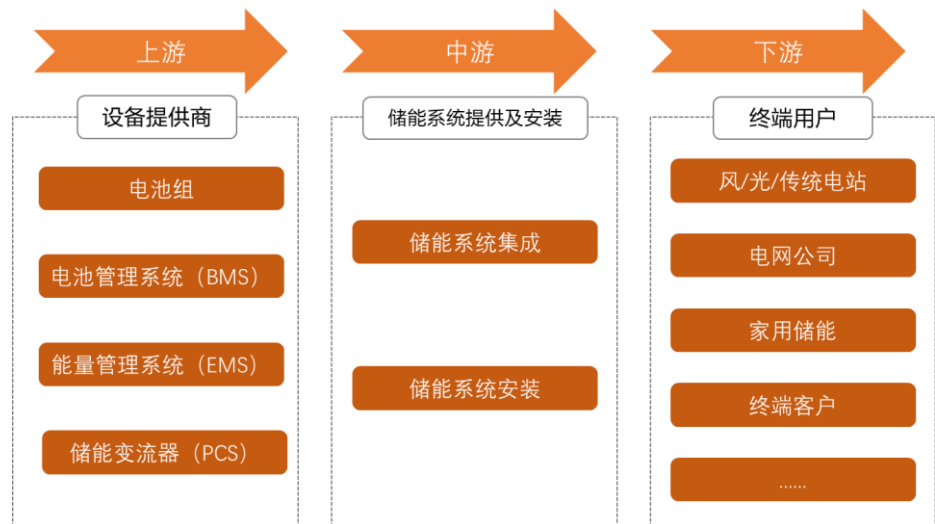 上游
设备提供商
电池组
电池管理系统（BMS）
能量管理系统（EMS）
储能变流器（PCS）
中游
储能系统提供及安装
储能系统集成
储能系统安装
下游
终端用户
风/光/传统电站
电网公司
家用储能
终端客户
......